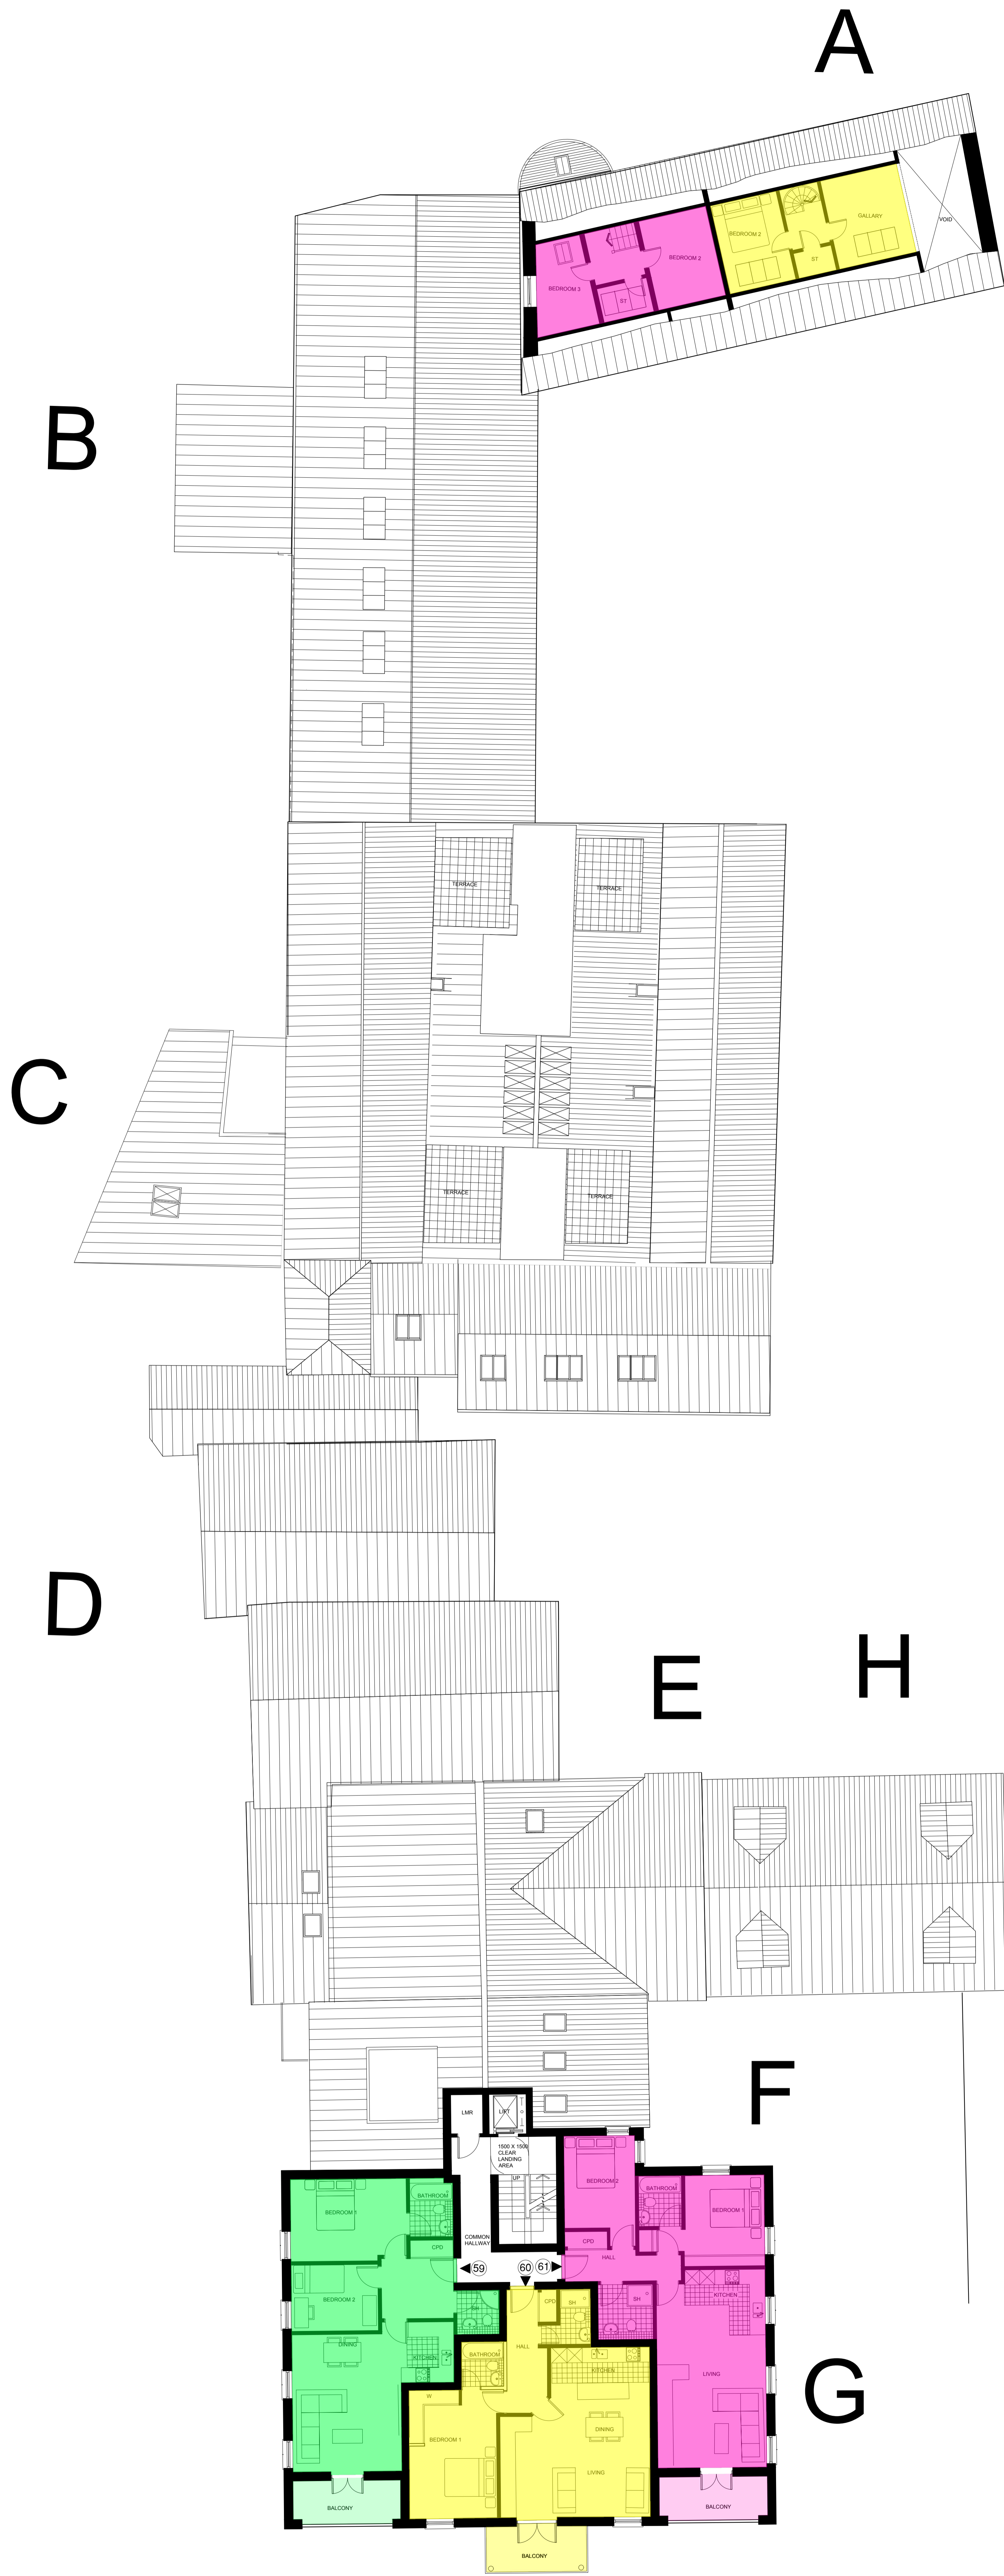 A
BEDROOM 2
GALLARY
VOID
ST
BEDROOM 2
BEDROOM 3
ST
B
TERRACE
TERRACE
C
TERRACE
TERRACE
D
E
H
F
LMR
LIFT
1500 X 1500
CLEAR
LANDING
AREA
UP
BEDROOM 2
BATHROOM
BEDROOM 1
BEDROOM 1
BATHROOM
COMMON
HALLWAY
CPD
CPD
HALL
59
60
61
BEDROOM 2
SH
CPD
SH
SH
KITCHEN
DINING
KITCHEN
HALL
BATHROOM
KITCHEN
LIVING
G
W
BEDROOM 1
DINING
LIVING
BALCONY
BALCONY
BALCONY